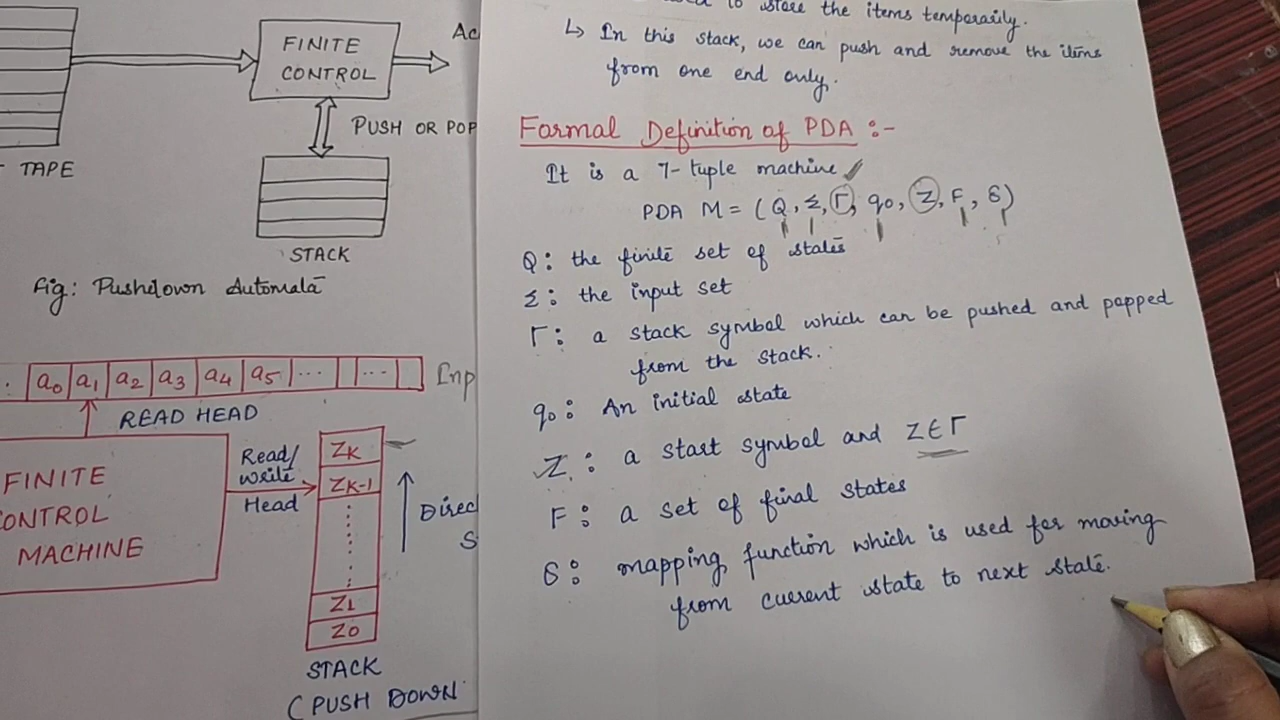 FINITE
CONTROL
Ac
PUSH OR POP
TAPE
STACK
Fig: Pushdown Automata
a0 a1 a2 a3 a4 a5 ... ...
Inp
READ HEAD
FINITE
CONTROL
MACHINE
Read/
Write
Head
ZK
ZK-1
Z1
Z0
Direc
S
STACK
(PUSH DOWN
to store the items temporarily.
↳ In this stack, we can push and remove the items
from one end only.
Formal Definition of PDA :-
It is a 7-tuple machine
PDA M = (Q, Σ, Γ, q0, Z, F, δ)
Q: the finite set of states
Σ: the input set
Γ: a stack symbol which can be pushed and popped
from the stack.
q0: An initial state
Z: a start symbol and Z∈Γ
F: a set of final states
δ: mapping function which is used for moving
from current state to next state.